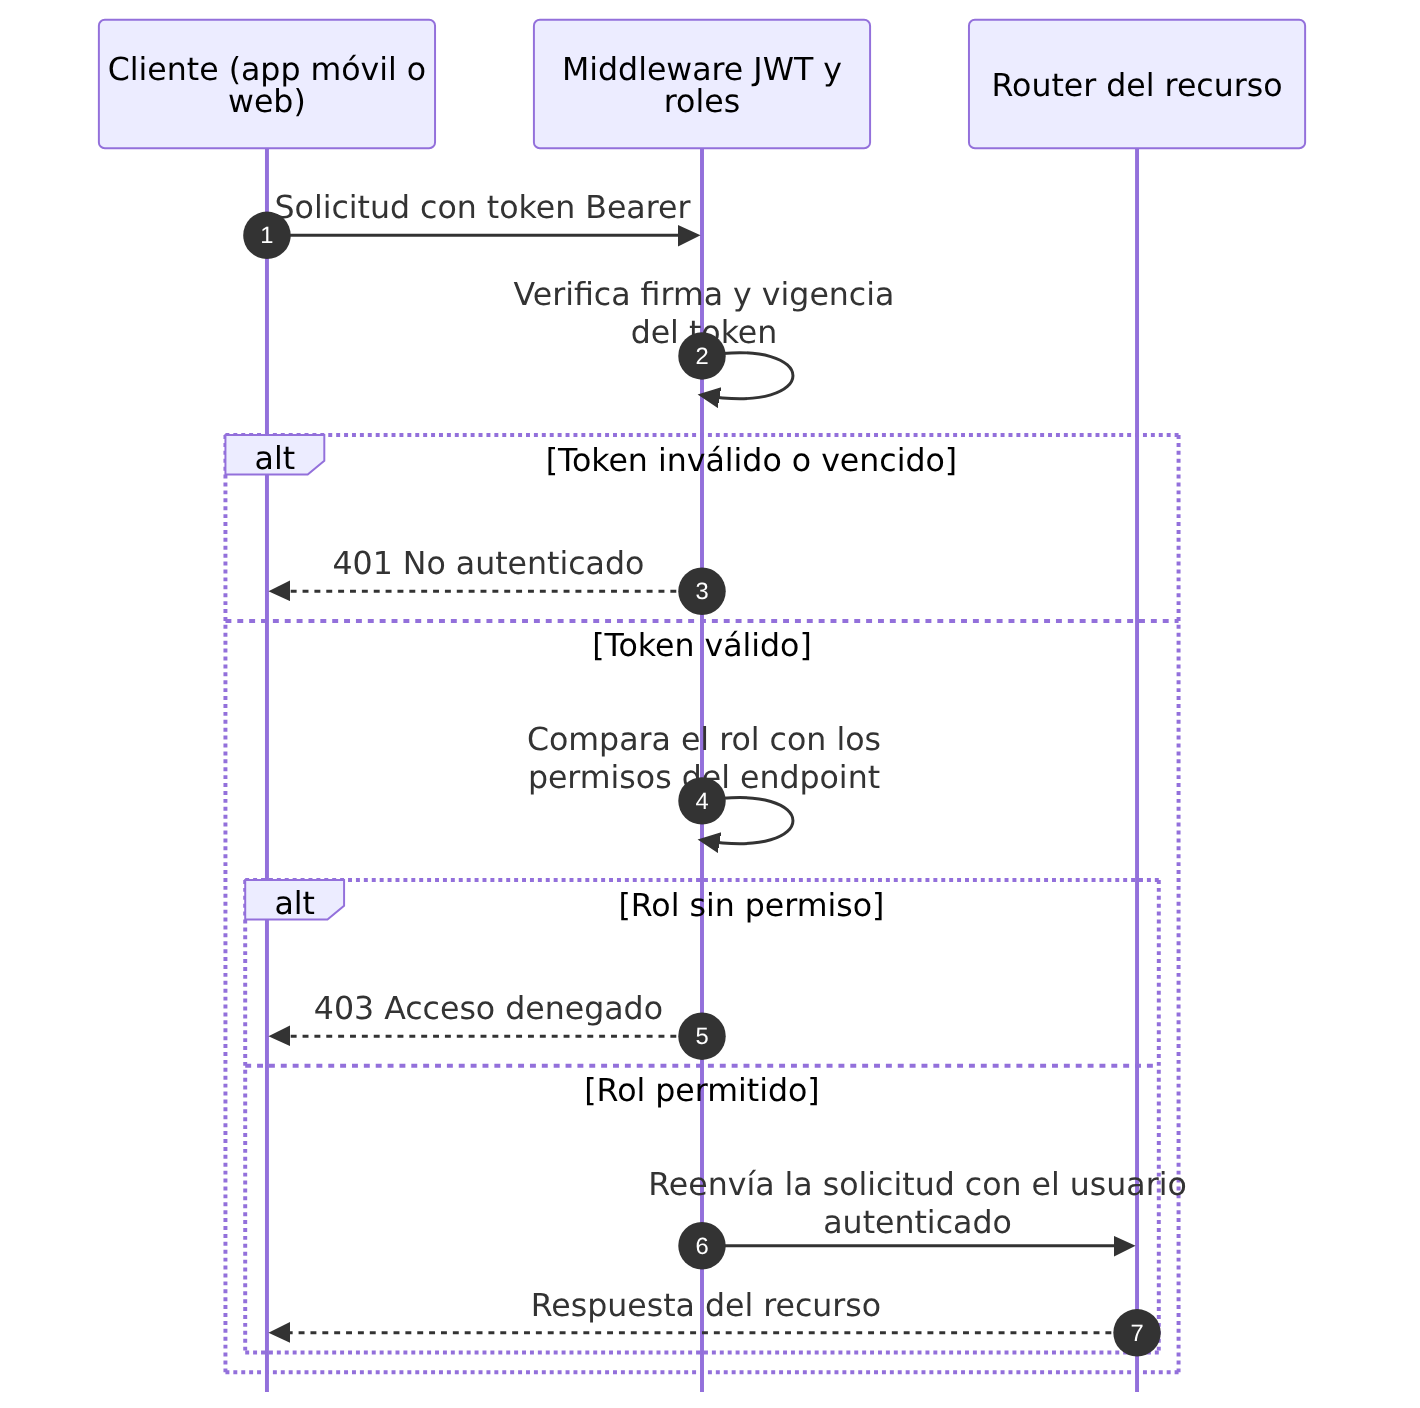 Cliente (app móvil o
web)
Middleware JWT y
roles
Router del recurso
Solicitud con token Bearer
1
Verifica firma y vigencia
del token
2
alt
[Token inválido o vencido]
401 No autenticado
3
[Token válido]
Compara el rol con los
permisos del endpoint
4
alt
[Rol sin permiso]
403 Acceso denegado
5
[Rol permitido]
Reenvía la solicitud con el usuario
autenticado
6
Respuesta del recurso
7